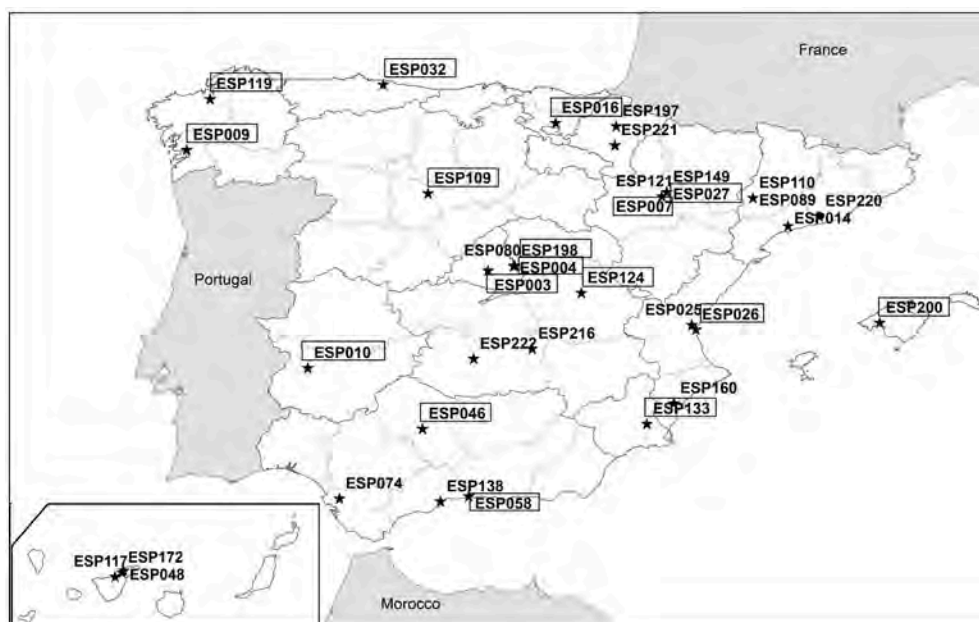 France
ESP032
ESP119
ESP016
ESP197
ESP221
ESP009
ESP109
ESP121
ESP149
ESP027
ESP007
ESP110
ESP089
ESP220
ESP014
ESP080
ESP198
ESP004
ESP003
ESP124
Portugal
ESP025
ESP026
ESP200
ESP010
ESP222
ESP216
ESP160
ESP133
ESP046
ESP074
ESP138
ESP058
ESP117
ESP172
ESP048
Morocco